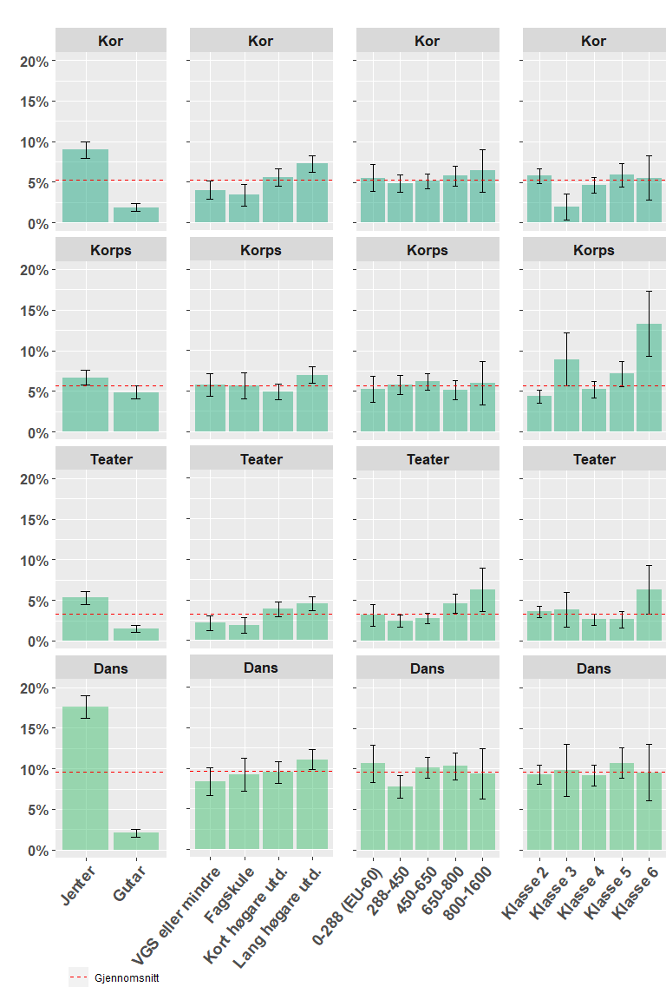 Kor Kor Kor Kor
20%
15%
10%
5%
0%
Korps Korps Korps Korps
20%
15%
10%
5%
0%
Teater Teater Teater Teater
20%
15%
10%
5%
0%
Dans Dans Dans Dans
20%
15%
10%
5%
0%
Jenter
Gutar
VGS eller mindre
Fagskule
Kort høgare utd.
Lang høgare utd.
0-288 (EU-60)
288-450
450-650
650-800
800-1600
Klasse 2
Klasse 3
Klasse 4
Klasse 5
Klasse 6
Gjennomsnitt